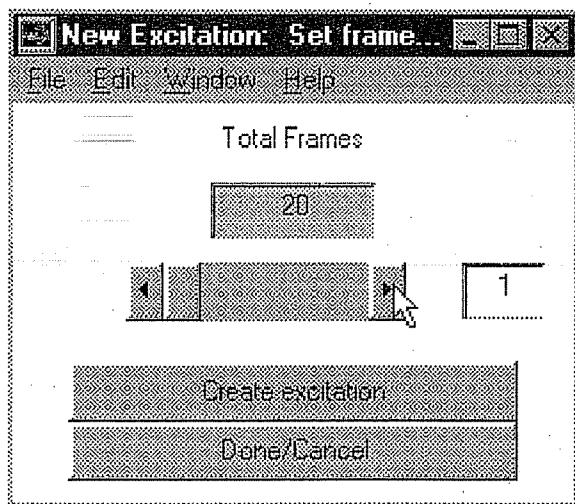 New Excitation: Set frame...
File Edit Window Help
Total Frames
20
1
Create excitation
Done/Cancel